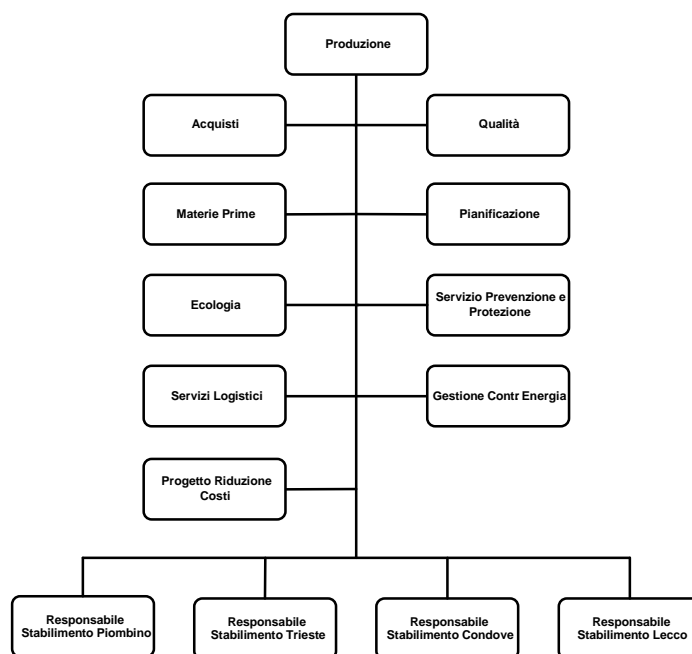 Produzione
Acquisti
Qualità
Materie Prime
Pianificazione
Ecologia
Servizio Prevenzione e
Protezione
Servizi Logistici
Gestione Contr. Energia
Progetto Riduzione
Costi
Responsabile
Stabilimento Piombino
Responsabile
Stabilimento Trieste
Responsabile
Stabilimento Condove
Responsabile
Stabilimento Lecco